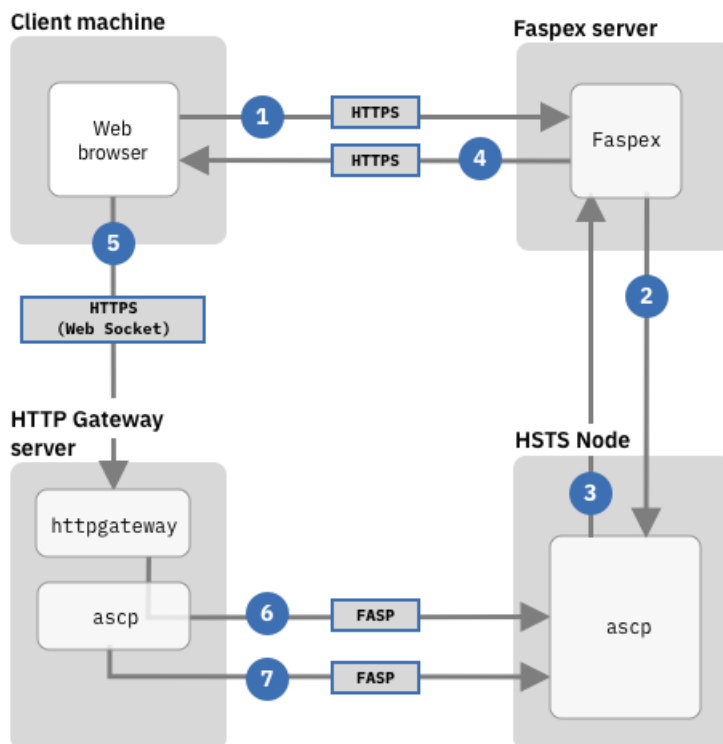 Client machine
Faspex server
Web
browser
1
HTTPS
Faspex
HTTPS
4
5
2
HTTPS
(Web Socket)
HTTP Gateway
server
HSTS Node
3
httpgateway
ascp
6
FASP
ascp
7
FASP